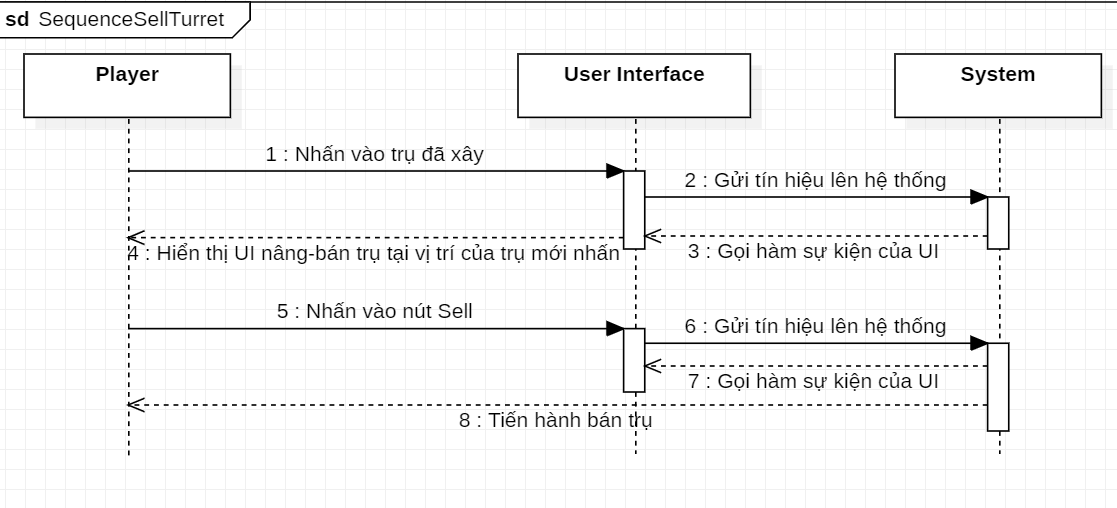 sd SequenceSellTurret
Player
User Interface
System
1 : Nhấn vào trụ đã xây
2 : Gửi tín hiệu lên hệ thống
3 : Gọi hàm sự kiện của UI
4 : Hiển thị UI nâng-bán trụ tại vị trí của trụ mới nhấn
5 : Nhấn vào nút Sell
6 : Gửi tín hiệu lên hệ thống
7 : Gọi hàm sự kiện của UI
8 : Tiến hành bán trụ